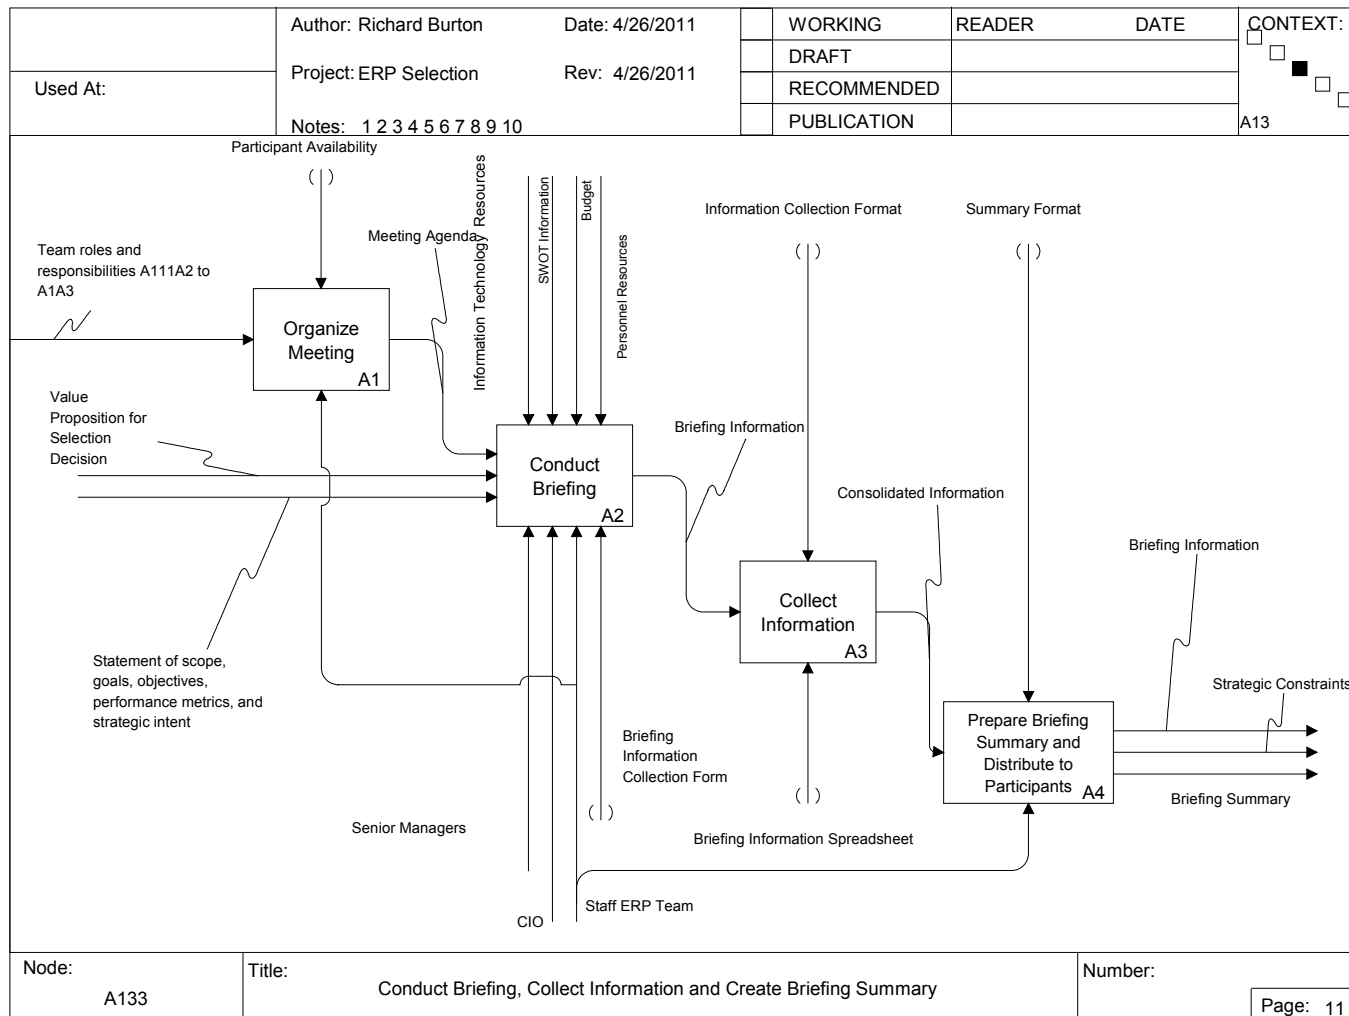 Author: Richard Burton
Date: 4/26/2011
WORKING
READER
DATE
CONTEXT:
DRAFT
Used At:
Project: ERP Selection
Rev: 4/26/2011
RECOMMENDED
Notes: 1 2 3 4 5 6 7 8 9 10
PUBLICATION
A13
Participant Availability
( )
Information Technology Resources
SWOT Information
Budget
Personnel Resources
Information Collection Format
( )
Summary Format
( )
Team roles and
responsibilities A111A2 to
A1A3
Meeting Agenda
Organize
Meeting
A1
Value
Proposition for
Selection
Decision
Conduct
Briefing
A2
Briefing Information
Consolidated Information
Collect
Information
A3
Briefing Information
Strategic Constraints
Statement of scope,
goals, objectives,
performance metrics, and
strategic intent
Prepare Briefing
Summary and
Distribute to
Participants
A4
Briefing Summary
Briefing
Information
Collection Form
( )
( )
Senior Managers
Briefing Information Spreadsheet
Staff ERP Team
CIO
Node:
A133
Title:
Conduct Briefing, Collect Information and Create Briefing Summary
Number:
Page: 11